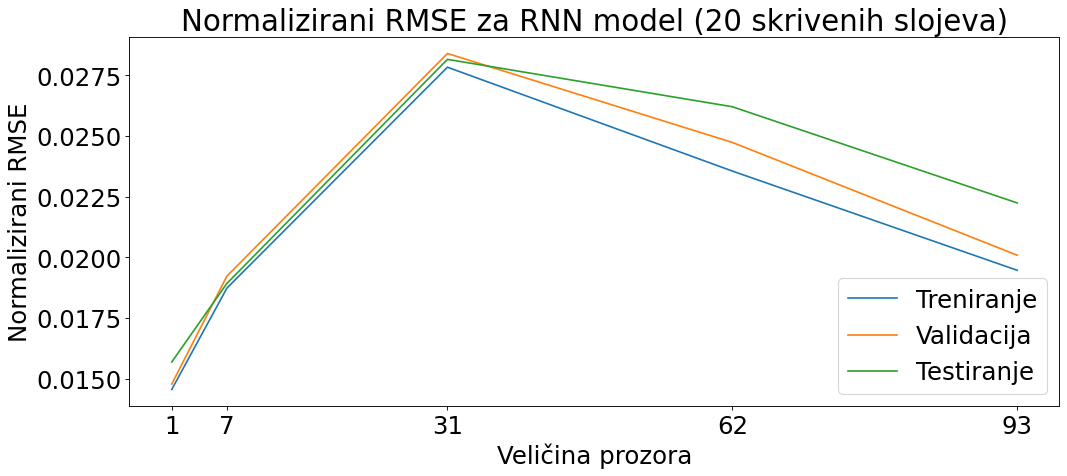 Normalizirani RMSE za RNN model (20 skrivenih slojeva)
Normalizirani RMSE
0.0275
0.0250
0.0225
0.0200
0.0175
0.0150
Treniranje
Validacija
Testiranje
1 7 31 62 93
Veličina prozora